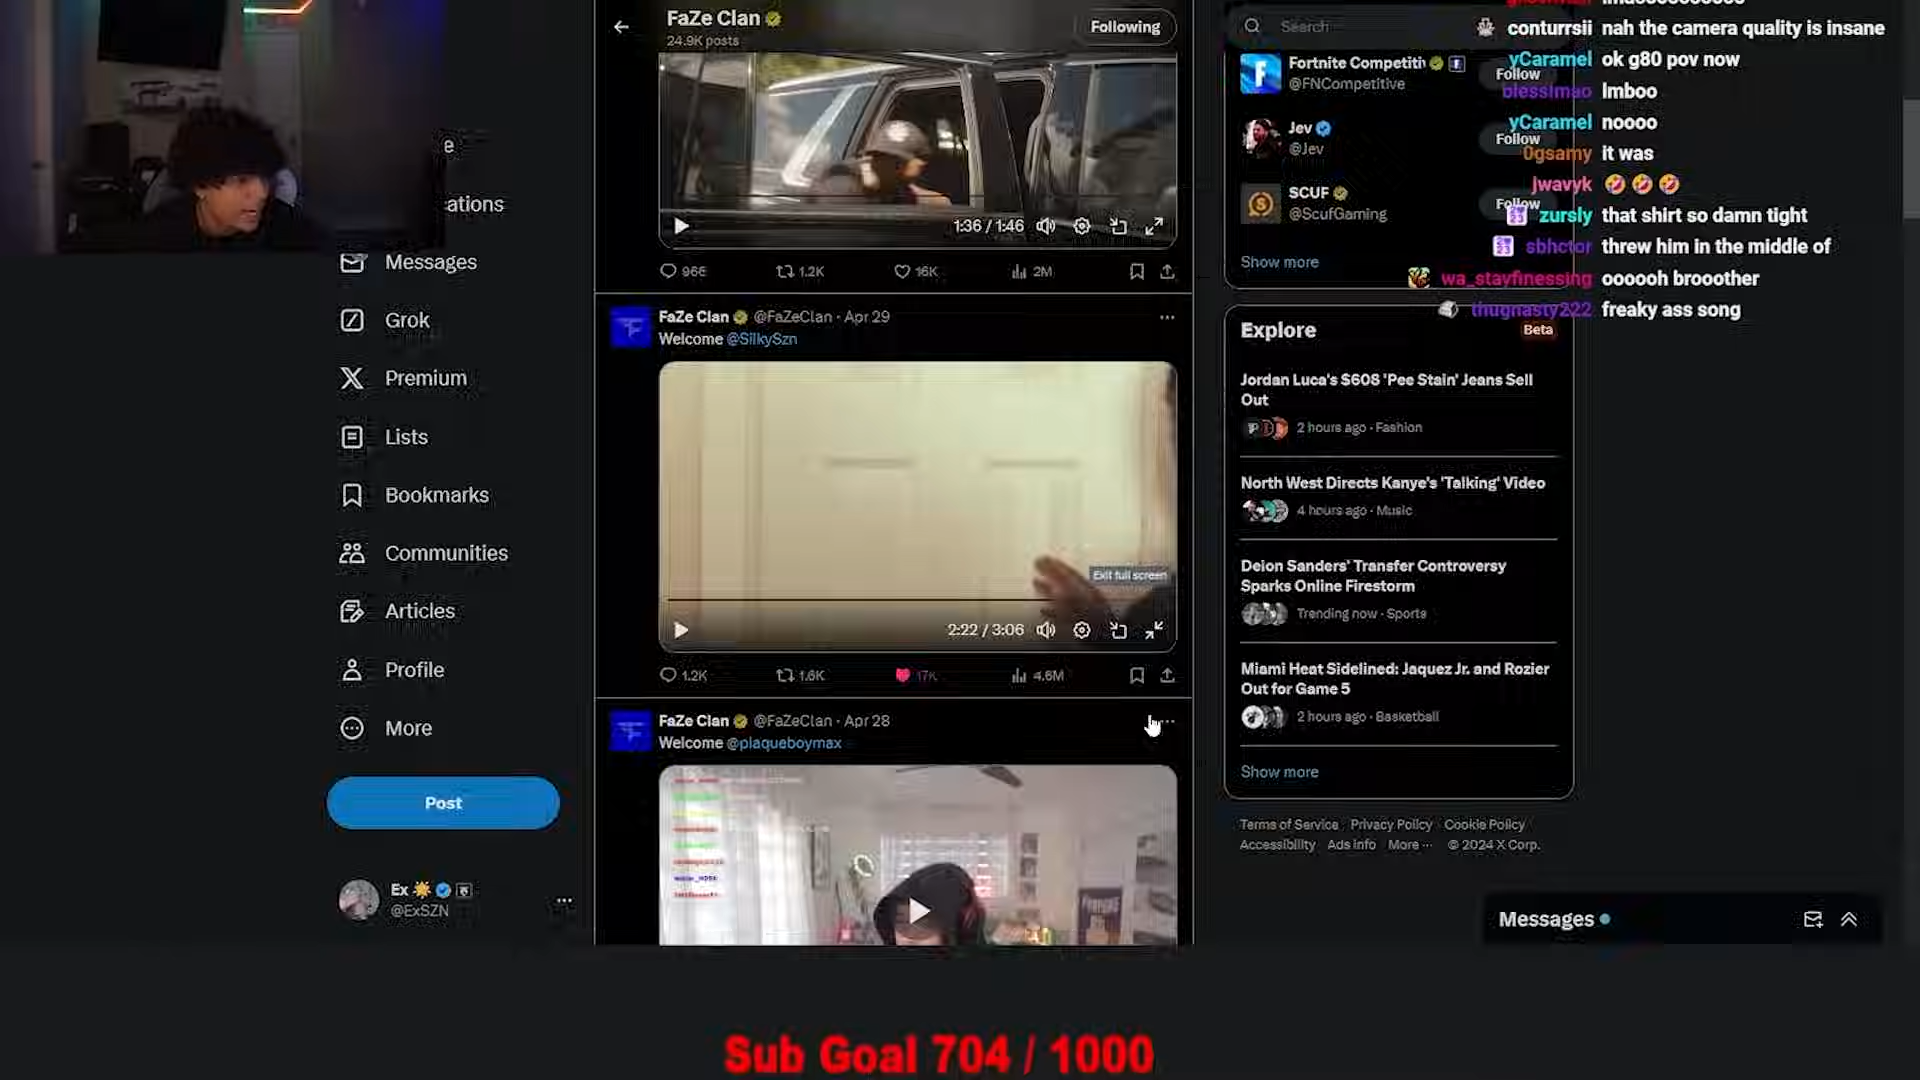 FaZe Clan
24.9K posts
Following
1:36 / 1:46
966
1.2K
16K
2M
FaZe Clan @FaZeClan · Apr 29
Welcome @SilkySzn
Exit full screen
2:22 / 3:06
1.2K
1.6K
17K
4.6M
FaZe Clan @FaZeClan · Apr 28
Welcome @plaqueboymax
e
ations
Messages
Grok
Premium
Lists
Bookmarks
Communities
Articles
Profile
More
Post
Ex
@ExSZN
Search
Fortnite Competitiv
@FNCompetitive
Follow
Jev
@Jev
Follow
SCUF
@ScufGaming
Follow
Show more
Explore
Beta
Jordan Luca's $608 'Pee Stain' Jeans Sell
Out
2 hours ago · Fashion
North West Directs Kanye's 'Talking' Video
4 hours ago · Music
Deion Sanders' Transfer Controversy
Sparks Online Firestorm
Trending now · Sports
Miami Heat Sidelined: Jaquez Jr. and Rozier
Out for Game 5
2 hours ago · Basketball
Show more
Terms of Service Privacy Policy Cookie Policy
Accessibility Ads info More ··· © 2024 X Corp.
Messages
conturrsii nah the camera quality is insane
yCaramel ok g80 pov now
blesslmao lmboo
yCaramel noooo
0gsamy it was
jwavyk 🤣 🤣 🤣
zursly that shirt so damn tight
sbhctor threw him in the middle of
wa_stayfinessing oooooh brooother
thugnasty222 freaky ass song
Sub Goal 704 / 1000